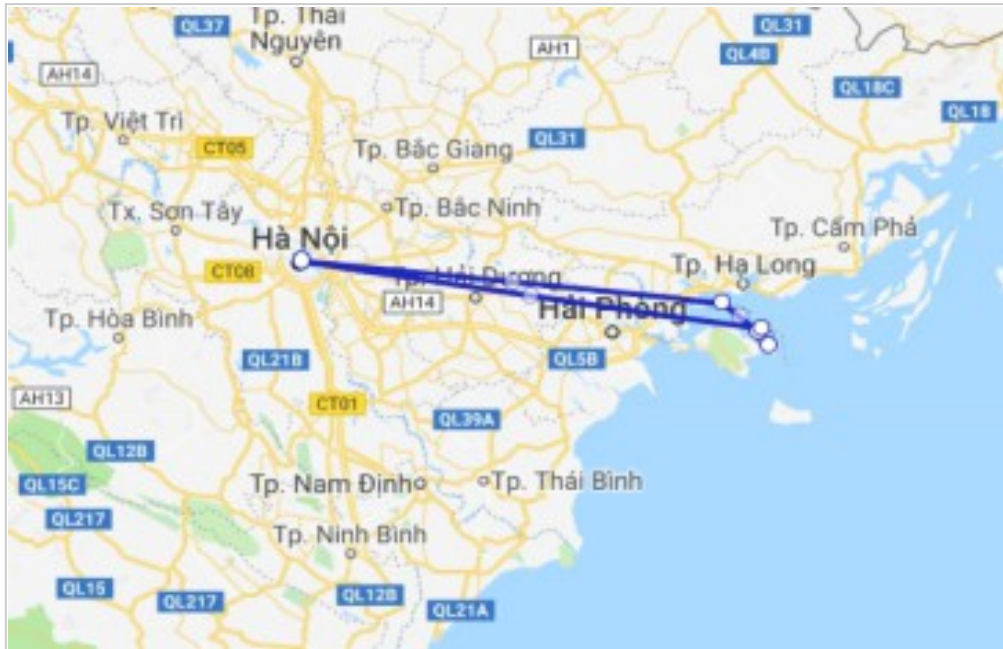 Tp. Thái
Nguyên
QL37
QL31
AH1
QL4B
AH14
QL18C
QL18
Tp. Việt Trì
CT05
Tp. Bắc Giang
QL31
Tx. Sơn Tây
Tp. Bắc Ninh
Tp. Cẩm Phả
Hà Nội
CT08
Tp. Hải Dương
Tp. Hạ Long
AH14
Hải Phòng
Tp. Hòa Bình
QL21B
QL5B
AH13
CT01
QL39A
QL12B
QL15C
Tp. Nam Định
Tp. Thái Bình
QL217
Tp. Ninh Bình
QL15
QL217
QL12B
QL21A